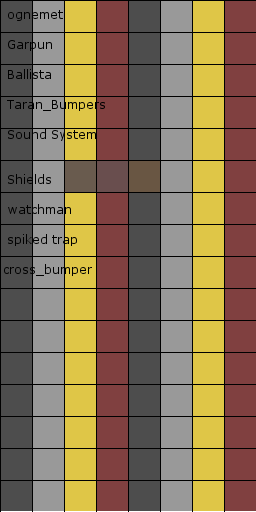 ognemet
Garpun
Ballista
Taran_Bumpers
Sound System
Shields
watchman
spiked trap
cross_bumper